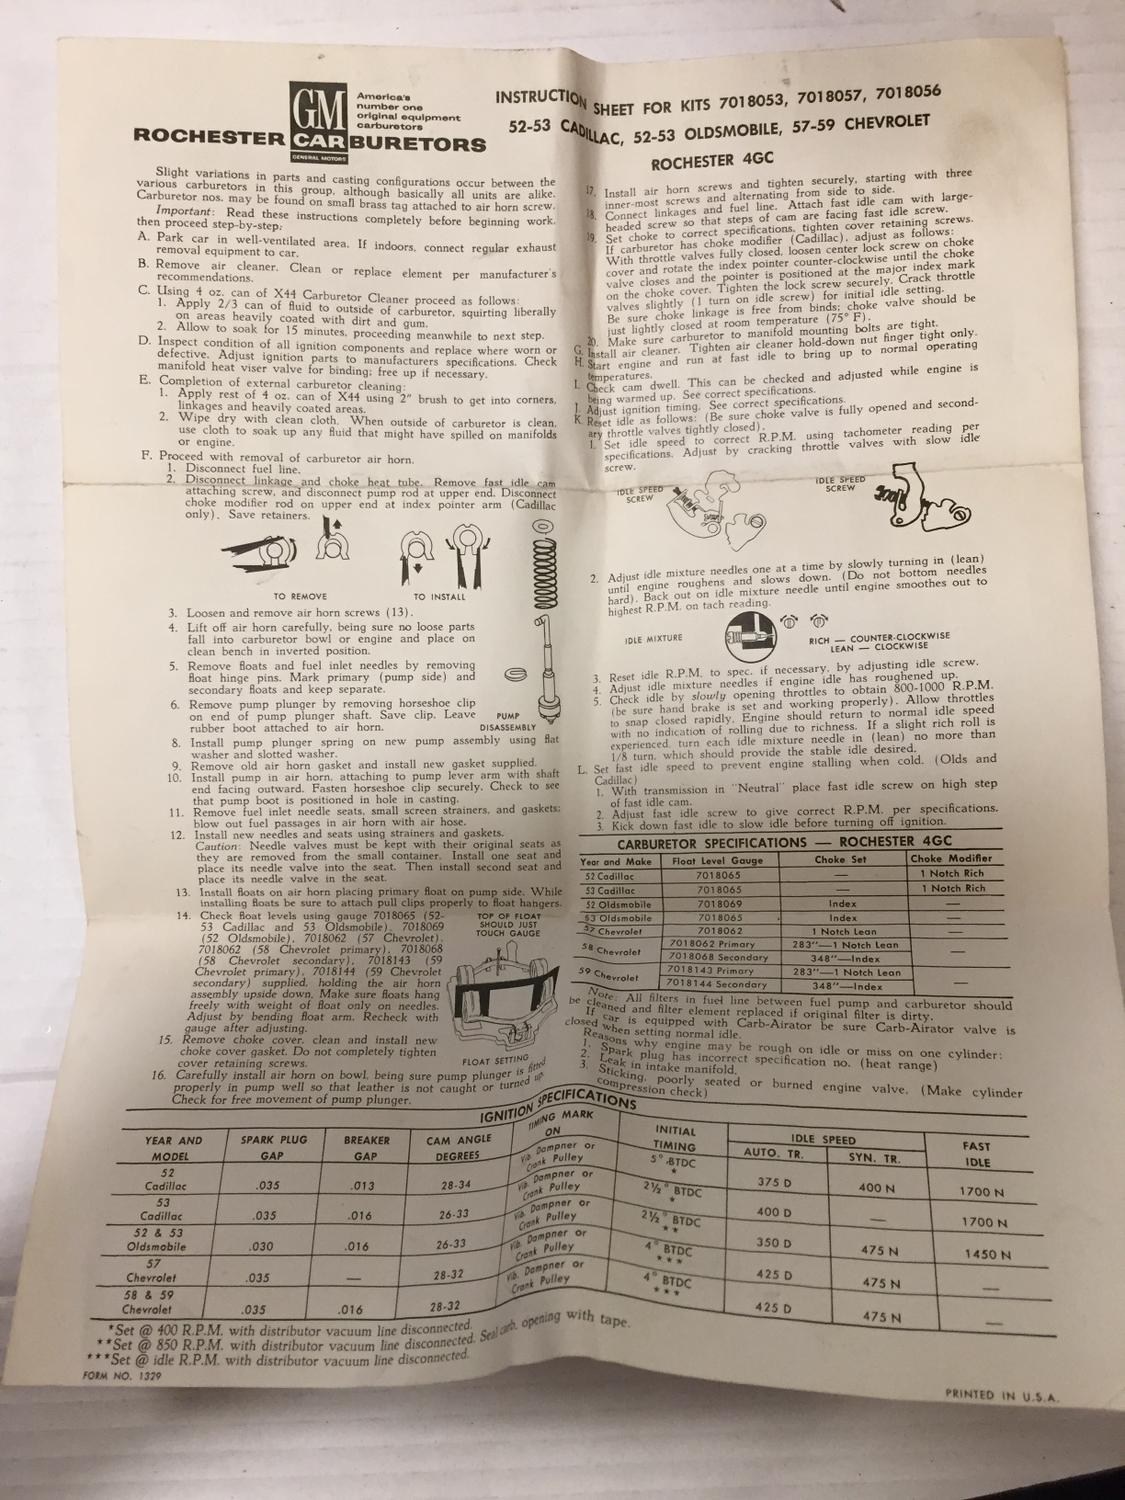 GM
America's
number one
original equipment
carburetors
ROCHESTER CARBURETORS
GENERAL MOTORS
INSTRUCTION SHEET FOR KITS 7018053, 7018057, 7018056
52-53 CADILLAC, 52-53 OLDSMOBILE, 57-59 CHEVROLET
ROCHESTER 4GC
Slight variations in parts and casting configurations occur between the
various carburetors in this group, although basically all units are alike.
Carburetor nos. may be found on small brass tag attached to air horn screw.
Important: Read these instructions completely before beginning work,
then proceed step-by-step:
A. Park car in well-ventilated area. If indoors, connect regular exhaust
removal equipment to car.
B. Remove air cleaner. Clean or replace element per manufacturer's
recommendations.
C. Using 4 oz. can of X44 Carburetor Cleaner proceed as follows:
1. Apply 2/3 can of fluid to outside of carburetor, squirting liberally
on areas heavily coated with dirt and gum.
2. Allow to soak for 15 minutes, proceeding meanwhile to next step.
D. Inspect condition of all ignition components and replace where worn or
defective. Adjust ignition parts to manufacturers specifications. Check
manifold heat viser valve for binding; free up if necessary.
E. Completion of external carburetor cleaning:
1. Apply rest of 4 oz. can of X44 using 2" brush to get into corners,
linkages and heavily coated areas.
2. Wipe dry with clean cloth. When outside of carburetor is clean,
use cloth to soak up any fluid that might have spilled on manifolds
or engine.
F. Proceed with removal of carburetor air horn.
1. Disconnect fuel line.
2. Disconnect linkage and choke heat tube. Remove fast idle cam
attaching screw, and disconnect pump rod at upper end. Disconnect
choke modifier rod on upper end at index pointer arm (Cadillac
only). Save retainers.
TO REMOVE
TO INSTALL
3. Loosen and remove air horn screws (13).
4. Lift off air horn carefully, being sure no loose parts
fall into carburetor bowl or engine and place on
clean bench in inverted position.
5. Remove floats and fuel inlet needles by removing
float hinge pins. Mark primary (pump side) and
secondary floats and keep separate.
6. Remove pump plunger by removing horseshoe clip
on end of pump plunger shaft. Save clip. Leave
rubber boot attached to air horn.
PUMP
DISASSEMBLY
8. Install pump plunger spring on new pump assembly using flat
washer and slotted washer.
9. Remove old air horn gasket and install new gasket supplied.
10. Install pump in air horn, attaching to pump lever arm with shaft
end facing outward. Fasten horseshoe clip securely. Check to see
that pump boot is positioned in hole in casting.
11. Remove fuel inlet needle seats, small screen strainers, and gaskets;
blow out fuel passages in air horn with air hose.
12. Install new needles and seats using strainers and gaskets.
Caution: Needle valves must be kept with their original seats as
they are removed from the small container. Install one seat and
place its needle valve into the seat. Then install second seat and
place its needle valve in the seat.
13. Install floats on air horn placing primary float on pump side. While
installing floats be sure to attach pull clips properly to float hangers.
14. Check float levels using gauge 7018065 (52-
53 Cadillac and 53 Oldsmobile), 7018069
(52 Oldsmobile), 7018062 (57 Chevrolet),
7018062 (58 Chevrolet primary), 7018068
(58 Chevrolet secondary), 7018143 (59
Chevrolet primary), 7018144 (59 Chevrolet
secondary) supplied, holding the air horn
assembly upside down. Make sure floats hang
freely with weight of float only on needles.
Adjust by bending float arm. Recheck with
gauge after adjusting.
TOP OF FLOAT
SHOULD JUST
TOUCH GAUGE
FLOAT SETTING
15. Remove choke cover, clean and install new
choke cover gasket. Do not completely tighten
cover retaining screws.
16. Carefully install air horn on bowl, being sure pump plunger is fitted
properly in pump well so that leather is not caught or turned up.
Check for free movement of pump plunger.
17. Install air horn screws and tighten securely, starting with three
inner-most screws and alternating from side to side.
18. Connect linkages and fuel line. Attach fast idle cam with large-
headed screw so that steps of cam are facing fast idle screw.
19. Set choke to correct specifications, tighten cover retaining screws.
If carburetor has choke modifier (Cadillac), adjust as follows:
With throttle valves fully closed, loosen center lock screw on choke
cover and rotate the index pointer counter-clockwise until the choke
valve closes and the pointer is positioned at the major index mark
on the choke cover. Tighten the lock screw securely. Crack throttle
valves slightly (1 turn on idle screw) for initial idle setting.
Be sure choke linkage is free from binds; choke valve should be
just lightly closed at room temperature (75° F).
20. Make sure carburetor to manifold mounting bolts are tight.
G. Install air cleaner. Tighten air cleaner hold-down nut finger tight only.
H. Start engine and run at fast idle to bring up to normal operating
temperatures.
I. Check cam dwell. This can be checked and adjusted while engine is
being warmed up. See correct specifications.
J. Adjust ignition timing. See correct specifications.
K. Reset idle as follows: (Be sure choke valve is fully opened and second-
ary throttle valves tightly closed).
1. Set idle speed to correct R.P.M. using tachometer reading per
specifications. Adjust by cracking throttle valves with slow idle
screw.
IDLE SPEED
SCREW
IDLE SPEED
SCREW
2. Adjust idle mixture needles one at a time by slowly turning in (lean)
until engine roughens and slows down. (Do not bottom needles
hard). Back out on idle mixture needle until engine smoothes out to
highest R.P.M. on tach reading.
IDLE MIXTURE
RICH — COUNTER-CLOCKWISE
LEAN — CLOCKWISE
3. Reset idle R.P.M. to spec. if necessary, by adjusting idle screw.
4. Adjust idle mixture needles if engine idle has roughened up.
5. Check idle by slowly opening throttles to obtain 800-1000 R.P.M.
(be sure hand brake is set and working properly). Allow throttles
to snap closed rapidly. Engine should return to normal idle speed
with no indication of rolling due to richness. If a slight rich roll is
experienced, turn each idle mixture needle in (lean) no more than
1/8 turn, which should provide the stable idle desired.
L. Set fast idle speed to prevent engine stalling when cold. (Olds and
Cadillac)
1. With transmission in "Neutral" place fast idle screw on high step
of fast idle cam.
2. Adjust fast idle screw to give correct R.P.M. per specifications.
3. Kick down fast idle to slow idle before turning off ignition.
CARBURETOR SPECIFICATIONS — ROCHESTER 4GC
Year and Make Float Level Gauge Choke Set Choke Modifier
52 Cadillac 7018065 — 1 Notch Rich
53 Cadillac 7018065 — 1 Notch Rich
52 Oldsmobile 7018069 Index —
53 Oldsmobile 7018065 Index —
57 Chevrolet 7018062 1 Notch Lean —
58 Chevrolet 7018062 Primary 283"—1 Notch Lean —
7018068 Secondary 348"—Index
59 Chevrolet 7018143 Primary 283"—1 Notch Lean —
7018144 Secondary 348"—Index
Note: All filters in fuel line between fuel pump and carburetor should
be cleaned and filter element replaced if original filter is dirty.
If car is equipped with Carb-Airator be sure Carb-Airator valve is
closed when setting normal idle.
Reasons why engine may be rough on idle or miss on one cylinder:
1. Spark plug has incorrect specification no. (heat range)
2. Leak in intake manifold.
3. Sticking, poorly seated or burned engine valve. (Make cylinder
compression check)
IGNITION SPECIFICATIONS
YEAR AND MODEL SPARK PLUG GAP BREAKER GAP CAM ANGLE DEGREES TIMING MARK ON INITIAL TIMING IDLE SPEED AUTO. TR. SYN. TR. FAST IDLE
52 Cadillac .035 .013 28-34 Vib. Dampner or Crank Pulley 5° BTDC * 375 D 400 N 1700 N
53 Cadillac .035 .016 26-33 Vib. Dampner or Crank Pulley 2½° BTDC * 400 D — 1700 N
52 & 53 Oldsmobile .030 .016 26-33 Vib. Dampner or Crank Pulley 2½° BTDC ** 350 D 475 N 1450 N
57 Chevrolet .035 — 28-32 Vib. Dampner or Crank Pulley 4° BTDC *** 425 D 475 N —
58 & 59 Chevrolet .035 .016 28-32 Vib. Dampner or Crank Pulley 4° BTDC *** 425 D 475 N —
*Set @ 400 R.P.M. with distributor vacuum line disconnected.
**Set @ 850 R.P.M. with distributor vacuum line disconnected. Seal carb. opening with tape.
***Set @ idle R.P.M. with distributor vacuum line disconnected.
FORM NO. 1329
PRINTED IN U.S.A.